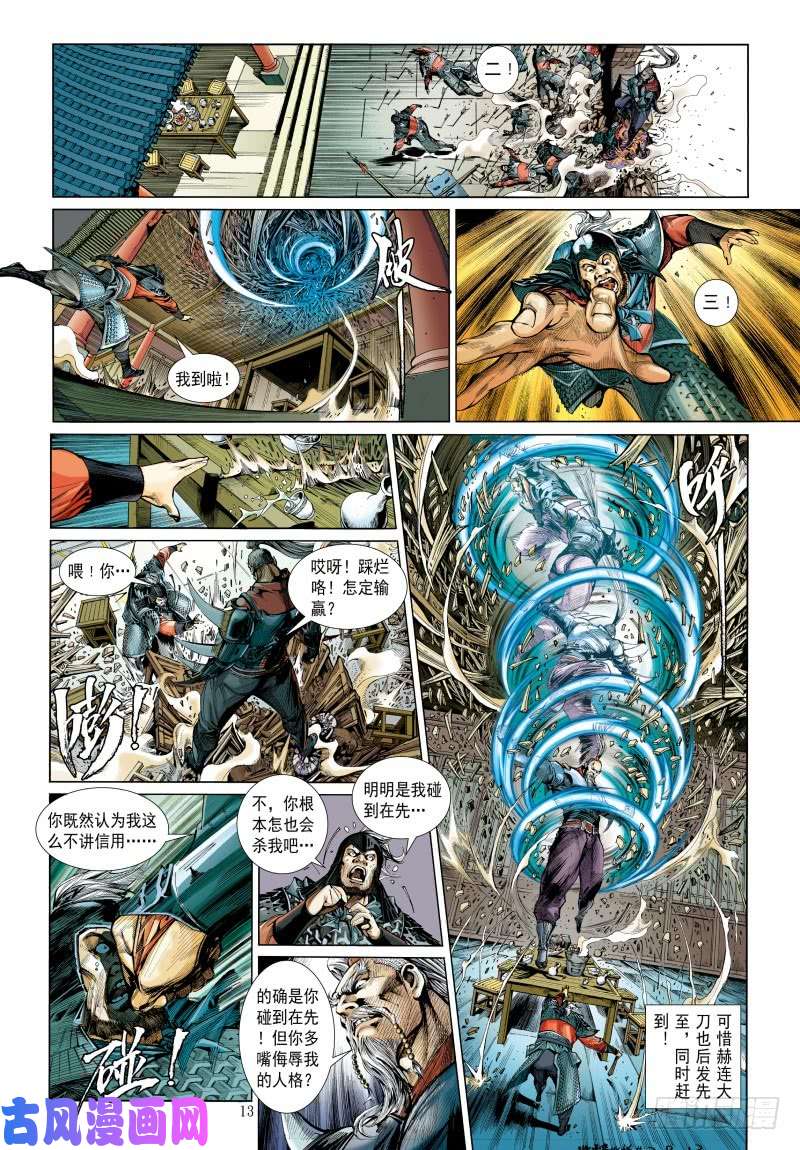 二！
我到啦！
破
三！
呼
喂！你…
哎呀！踩烂
咯！怎定输
赢？
嘭！
可惜赫连大
刀也后发先
至，同时赶
到！
你既然认为我这
么不讲信用……
不，你根
本怎也会
杀我吧…
明明是我碰
到在先…
碰！
的确是你
碰到在先
！但你多
嘴侮辱我
的人格？
13
古风漫画网